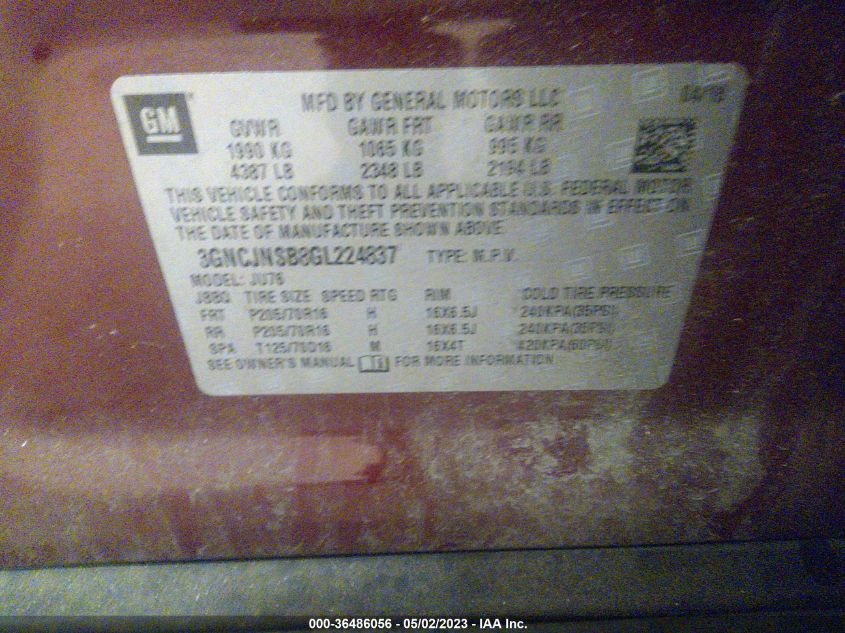 GM
MFD BY GENERAL MOTORS LLC 04/16
GVWR GAWR FRT GAWR RR
1990 KG 1065 KG 995 KG
4387 LB 2348 LB 2194 LB
THIS VEHICLE CONFORMS TO ALL APPLICABLE U.S. FEDERAL MOTOR
VEHICLE SAFETY AND THEFT PREVENTION STANDARDS IN EFFECT ON
THE DATE OF MANUFACTURE SHOWN ABOVE.
3GNCJNSB8GL224837 TYPE: M.P.V.
MODEL: JU76
TIRE SIZE SPEED RTG RIM COLD TIRE PRESSURE
FRT P205/70R16 H 16X6.5J 240KPA(35PSI)
RR P205/70R16 H 16X6.5J 240KPA(35PSI)
SPA T125/70D16 M 16X4T 420KPA(60PSI)
SEE OWNER'S MANUAL FOR MORE INFORMATION
000-36486056 - 05/02/2023 - IAA Inc.